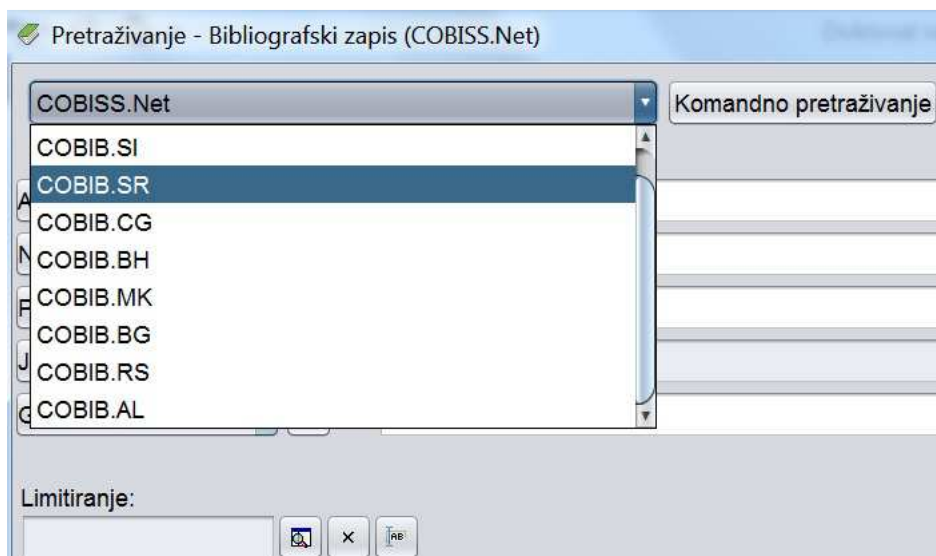 Pretraživanje - Bibliografski zapis (COBISS.Net)
COBISS.Net
Komandno pretraživanje
COBIB.SI
COBIB.SR
COBIB.CG
COBIB.BH
COBIB.MK
COBIB.BG
COBIB.RS
COBIB.AL
Limitiranje: